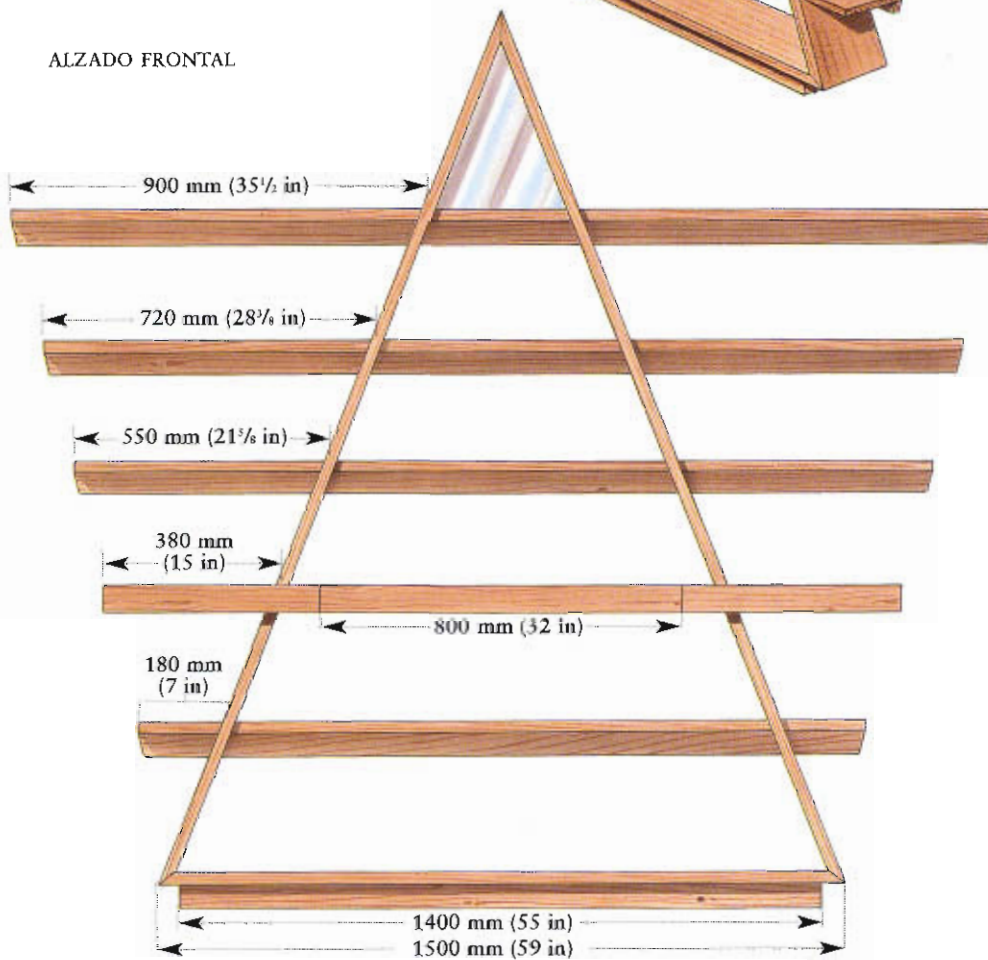 ALZADO FRONTAL
900 mm (35½ in)
720 mm (28⅜ in)
550 mm (21⅝ in)
380 mm
(15 in)
800 mm (32 in)
180 mm
(7 in)
1400 mm (55 in)
1500 mm (59 in)